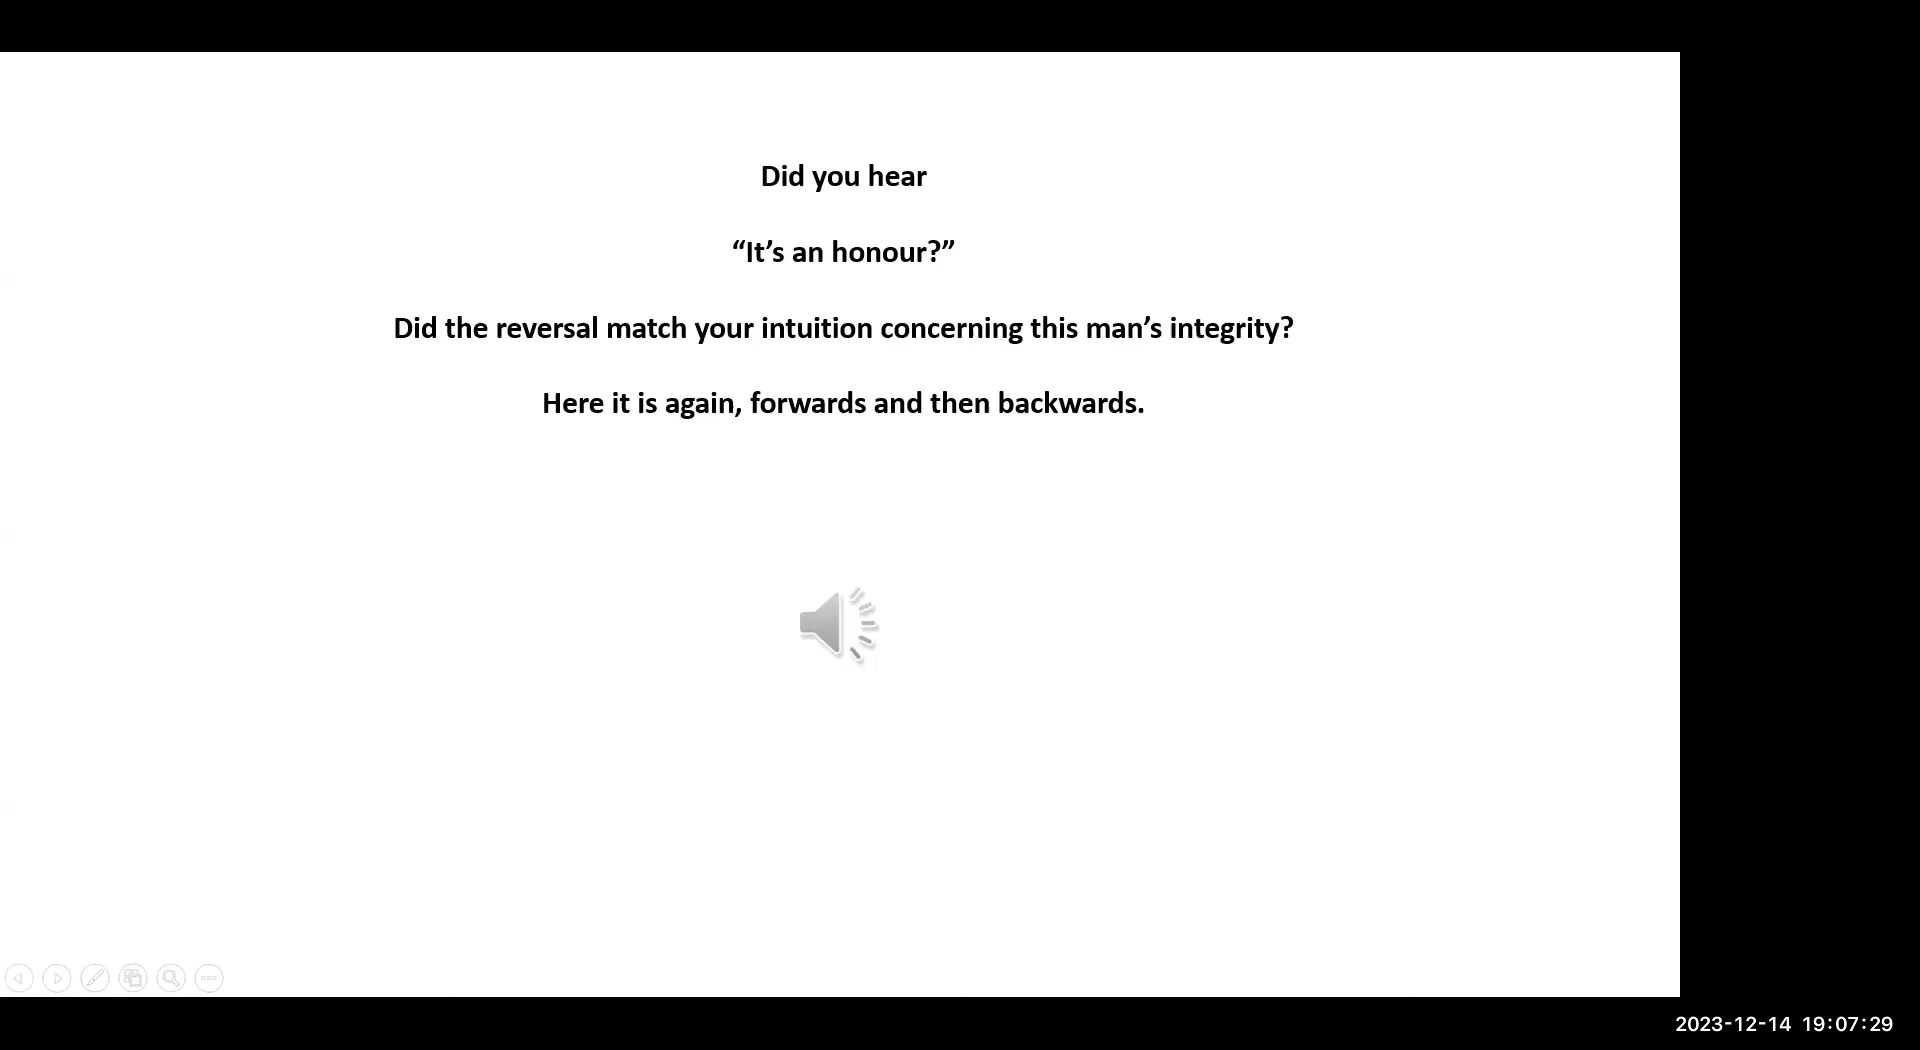 Did you hear
“It’s an honour?”
Did the reversal match your intuition concerning this man’s integrity?
Here it is again, forwards and then backwards.
2023-12-14 19:07:29